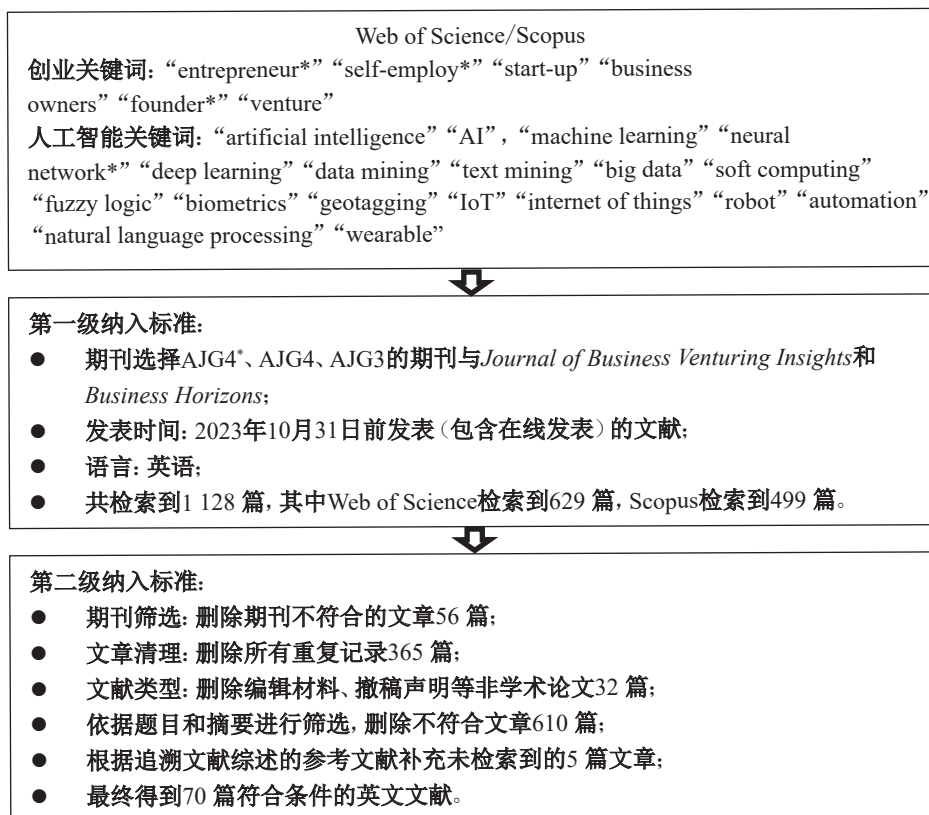 Web of Science/Scopus
创业关键词: “entrepreneur*” “self-employ*” “start-up” “business
owners” “founder*” “venture”
人工智能关键词: “artificial intelligence” “AI”, “machine learning” “neural
network*” “deep learning” “data mining” “text mining” “big data” “soft computing”
“fuzzy logic” “biometrics” “geotagging” “IoT” “internet of things” “robot” “automation”
“natural language processing” “wearable”
第一级纳入标准:
● 期刊选择AJG4*、AJG4、AJG3的期刊与Journal of Business Venturing Insights和
Business Horizons;
● 发表时间: 2023年10月31日前发表（包含在线发表）的文献;
● 语言: 英语;
● 共检索到1 128 篇, 其中Web of Science检索到629 篇, Scopus检索到499 篇。
第二级纳入标准:
● 期刊筛选: 删除期刊不符合的文章56 篇;
● 文章清理: 删除所有重复记录365 篇;
● 文献类型: 删除编辑材料、撤稿声明等非学术论文32 篇;
● 依据题目和摘要进行筛选, 删除不符合文章610 篇;
● 根据追溯文献综述的参考文献补充未检索到的5 篇文章;
● 最终得到70 篇符合条件的英文文献。